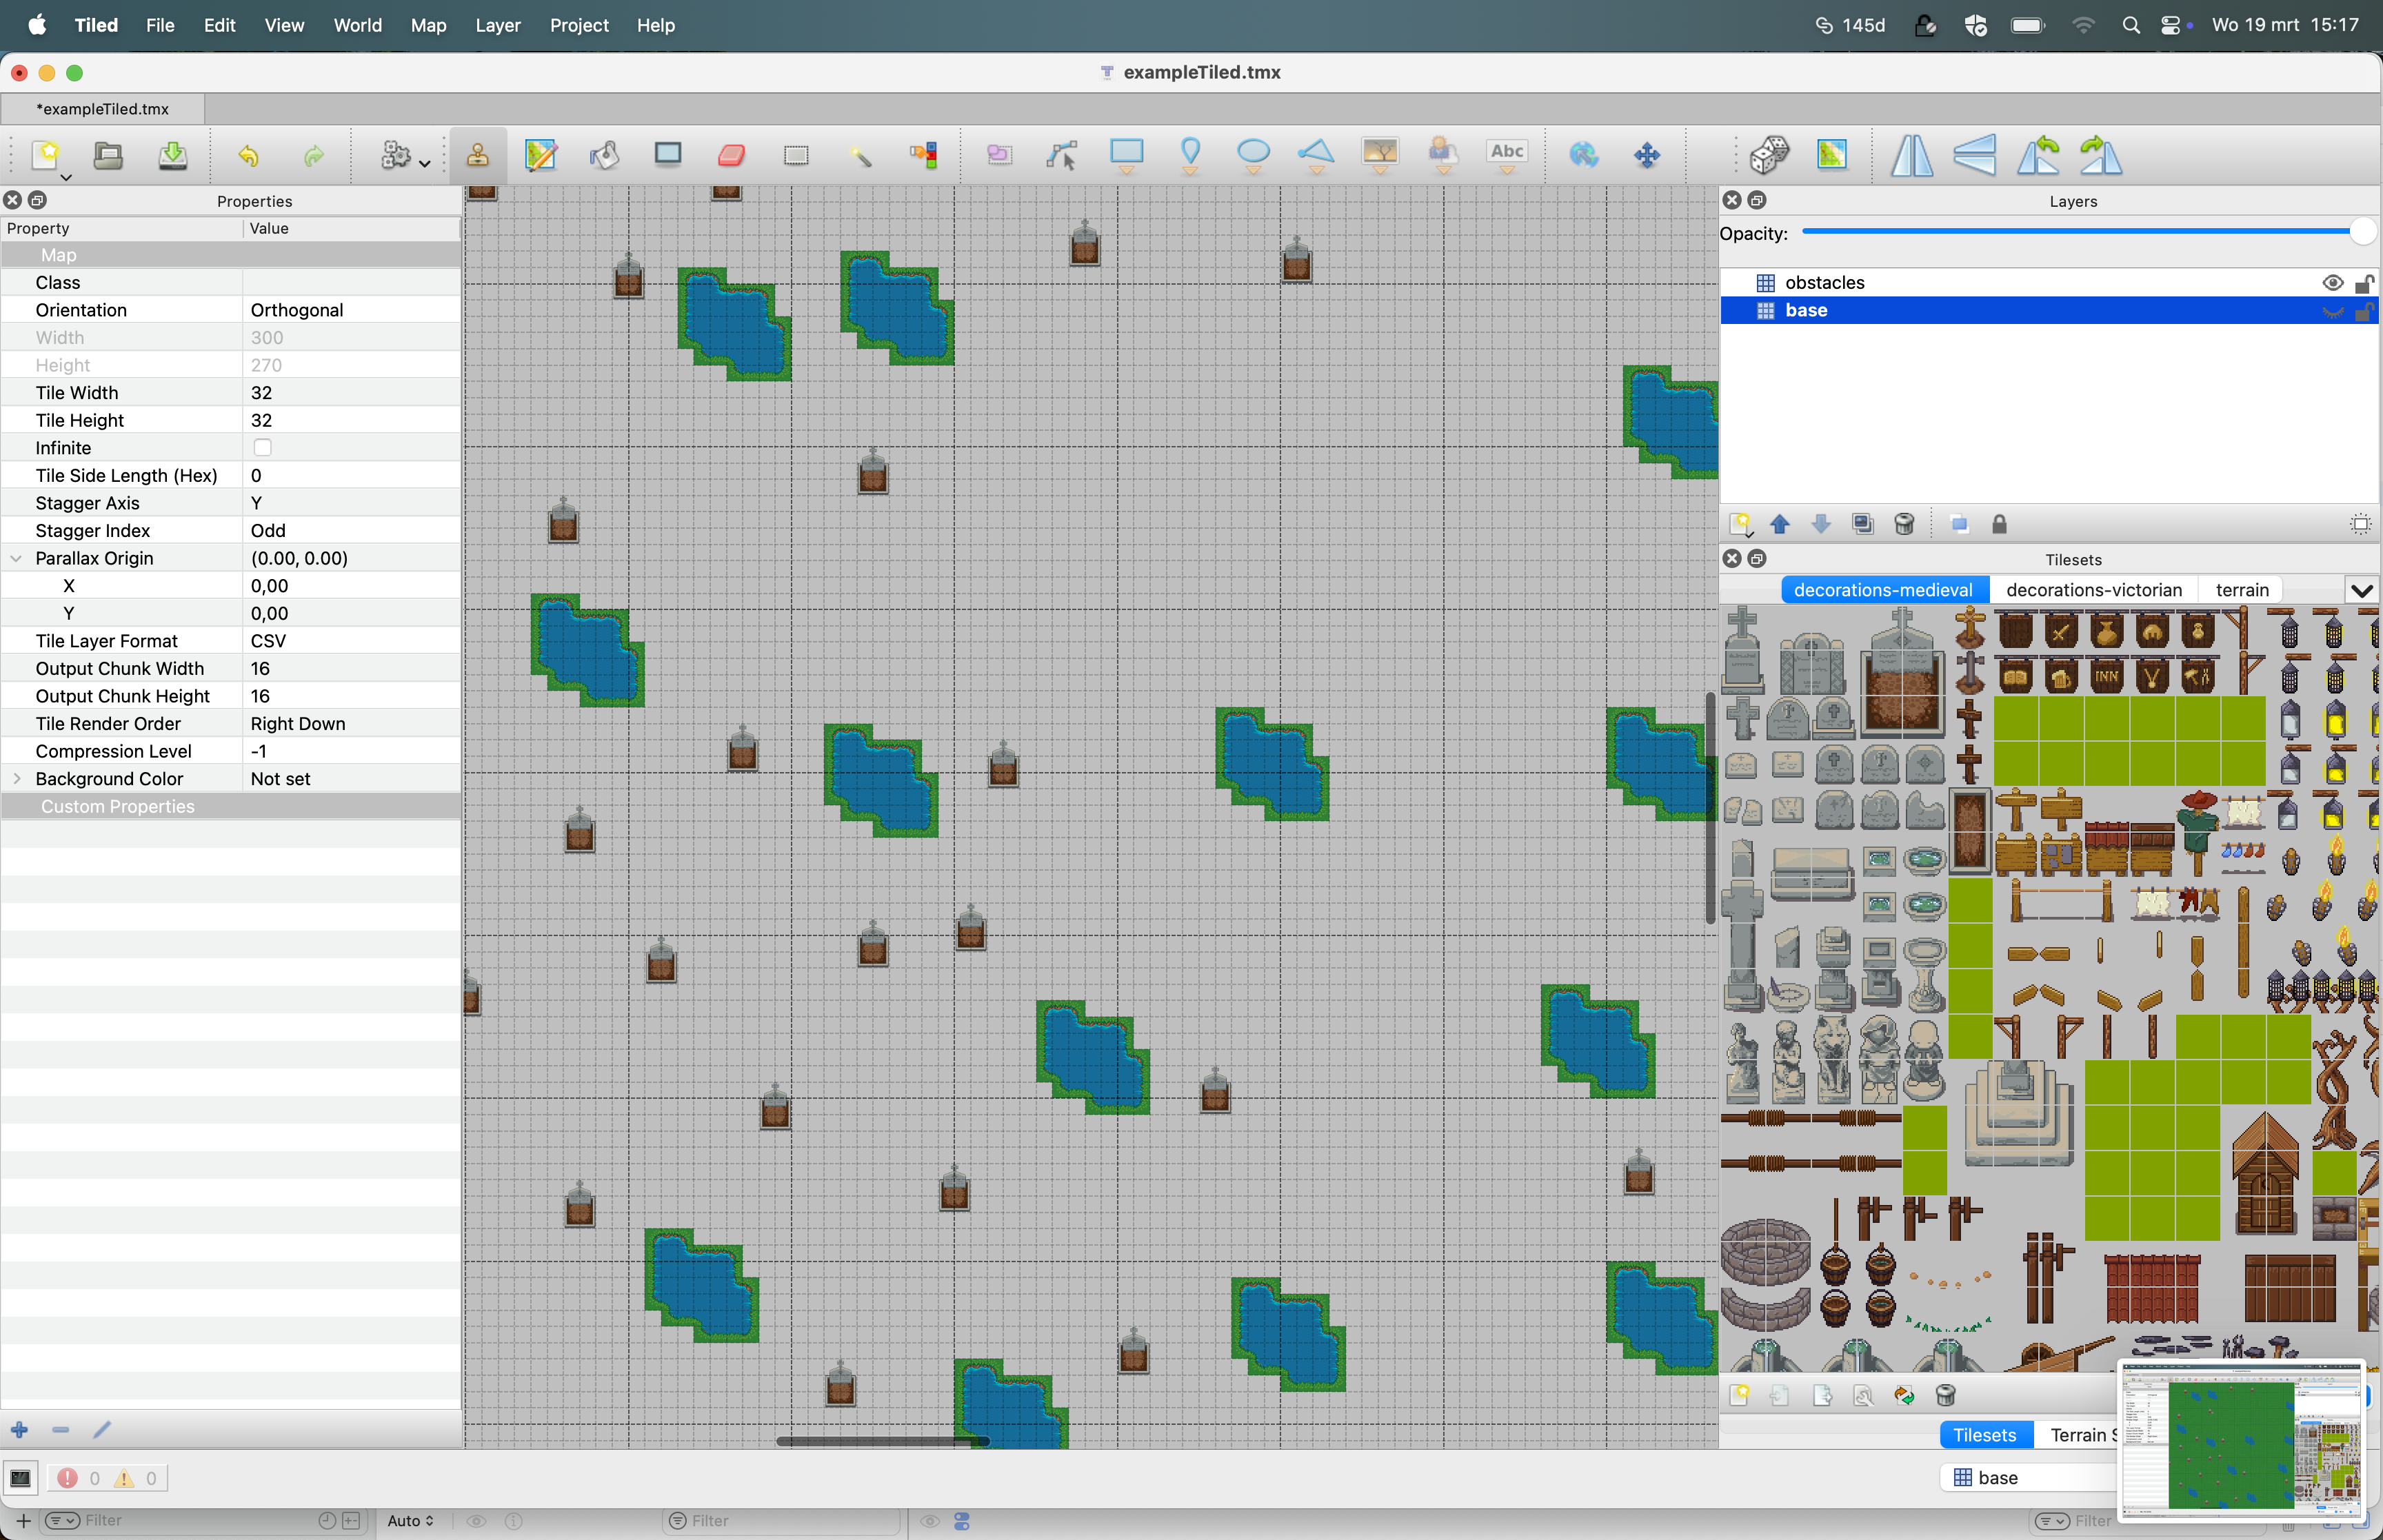 Tiled File Edit View World Map Layer Project Help 145d Wo 19 mrt 15:17
exampleTiled.tmx
*exampleTiled.tmx
Abc
Properties
Property Value
Map
Class
Orientation Orthogonal
Width 300
Height 270
Tile Width 32
Tile Height 32
Infinite
Tile Side Length (Hex) 0
Stagger Axis Y
Stagger Index Odd
Parallax Origin (0.00, 0.00)
X 0,00
Y 0,00
Tile Layer Format CSV
Output Chunk Width 16
Output Chunk Height 16
Tile Render Order Right Down
Compression Level -1
Background Color Not set
Custom Properties
Layers
Opacity:
obstacles
base
Tilesets
decorations-medieval decorations-victorian terrain
INN
Tilesets Terrain S
0 0
base
Filter Auto Filter Filter